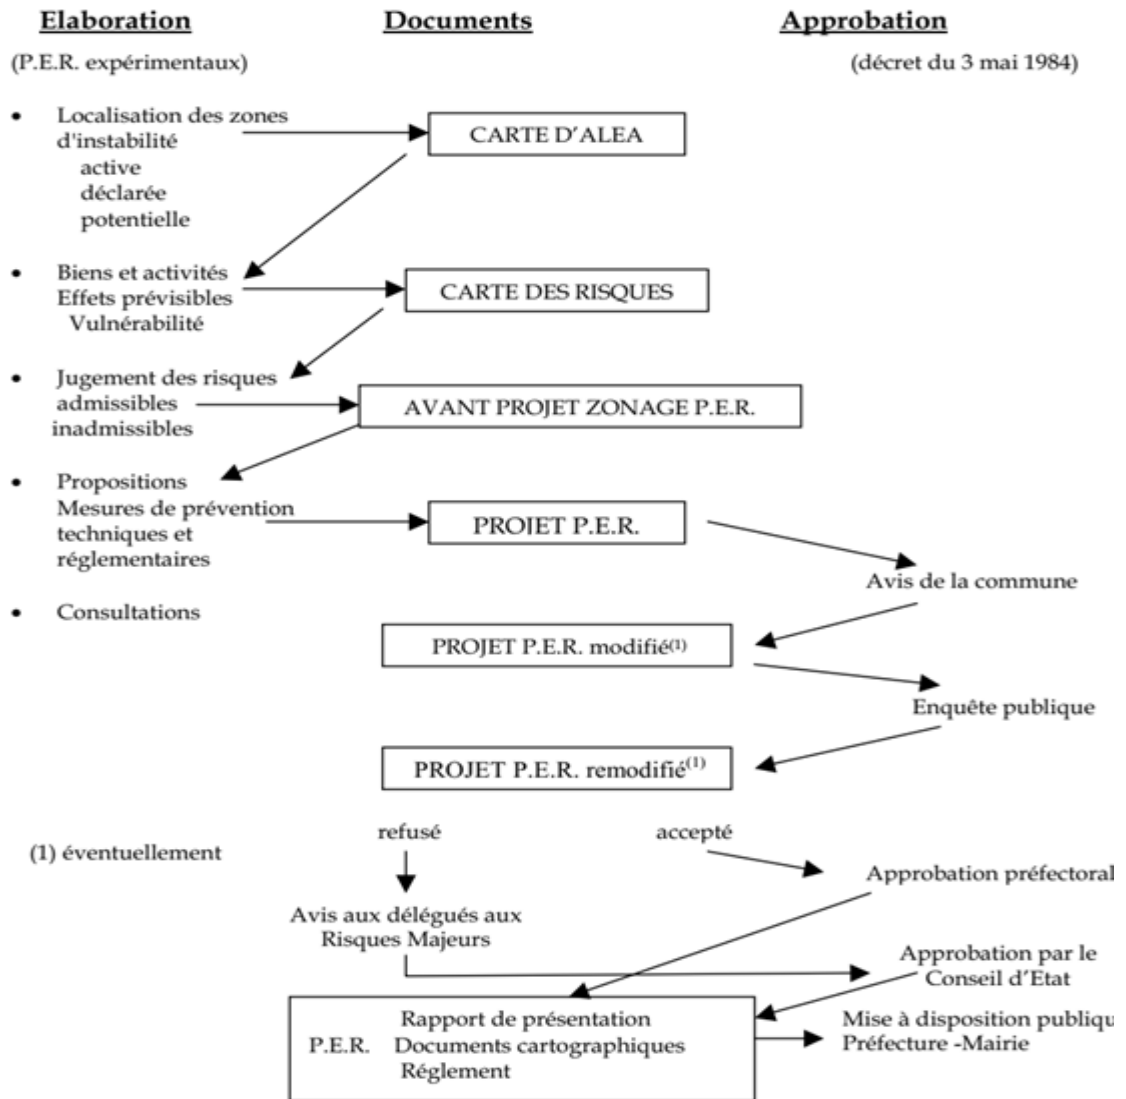 Elaboration Documents Approbation
(P.E.R. expérimentaux) (décret du 3 mai 1984)
• Localisation des zones
d'instabilité
CARTE D'ALEA
active
déclarée
potentielle
• Biens et activités
Effets prévisibles
CARTE DES RISQUES
Vulnérabilité
• Jugement des risques
admissibles
AVANT PROJET ZONAGE P.E.R.
inadmissibles
• Propositions
Mesures de prévention
techniques et
réglementaires
PROJET P.E.R.
Avis de la commune
• Consultations
PROJET P.E.R. modifié(1)
Enquête publique
PROJET P.E.R. remodifié(1)
refusé accepté
(1) éventuellement
Approbation préfectoral
Avis aux délégués aux
Risques Majeurs
Approbation par le
Conseil d'Etat
Rapport de présentation
P.E.R. Documents cartographiques
Réglement
Mise à disposition publiqu
Préfecture -Mairie